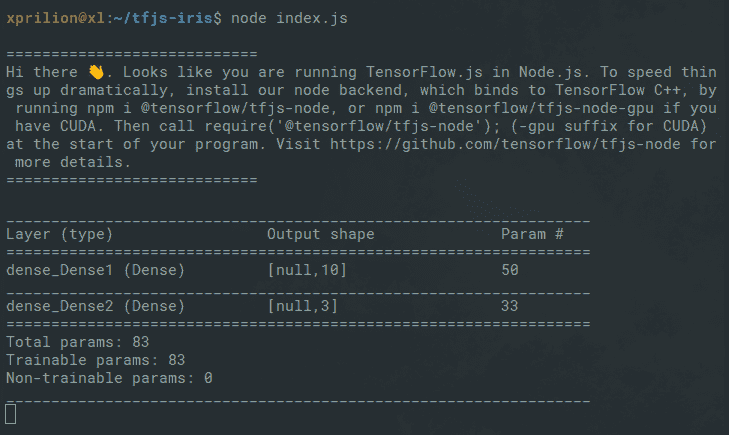 xprilion@xl:~/tfjs-iris$ node index.js
============================
Hi there 👋. Looks like you are running TensorFlow.js in Node.js. To speed thin
gs up dramatically, install our node backend, which binds to TensorFlow C++, by
 running npm i @tensorflow/tfjs-node, or npm i @tensorflow/tfjs-node-gpu if you
 have CUDA. Then call require('@tensorflow/tfjs-node'); (-gpu suffix for CUDA)
at the start of your program. Visit https://github.com/tensorflow/tfjs-node for
 more details.
============================
_________________________________________________________________
Layer (type)                 Output shape              Param #
=================================================================
dense_Dense1 (Dense)         [null,10]                 50
_________________________________________________________________
dense_Dense2 (Dense)         [null,3]                  33
=================================================================
Total params: 83
Trainable params: 83
Non-trainable params: 0
_________________________________________________________________